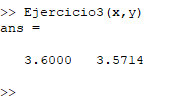 >> Ejercicio3(x,y)
ans =
3.6000 3.5714
>>